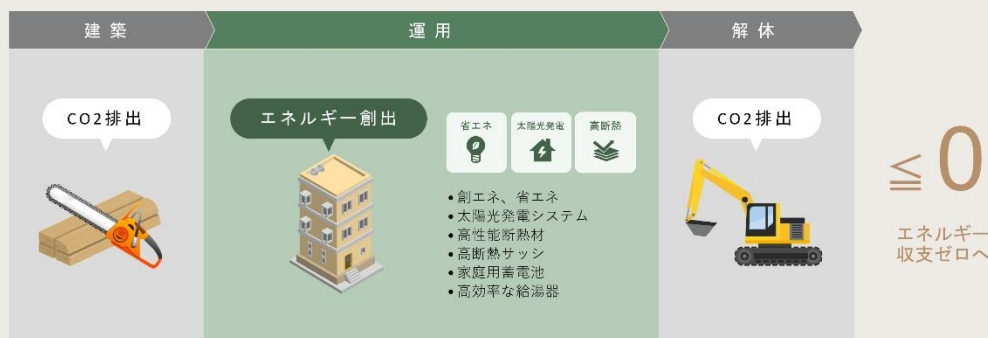 建築
運用
解体
CO2排出
エネルギー創出
省エネ
太陽光発電
高断熱
•創エネ、省エネ
•太陽光発電システム
•高性能断熱材
•高断熱サッシ
•家庭用蓄電池
•高効率な給湯器
CO2排出
≦0
エネルギー
収支ゼロへ